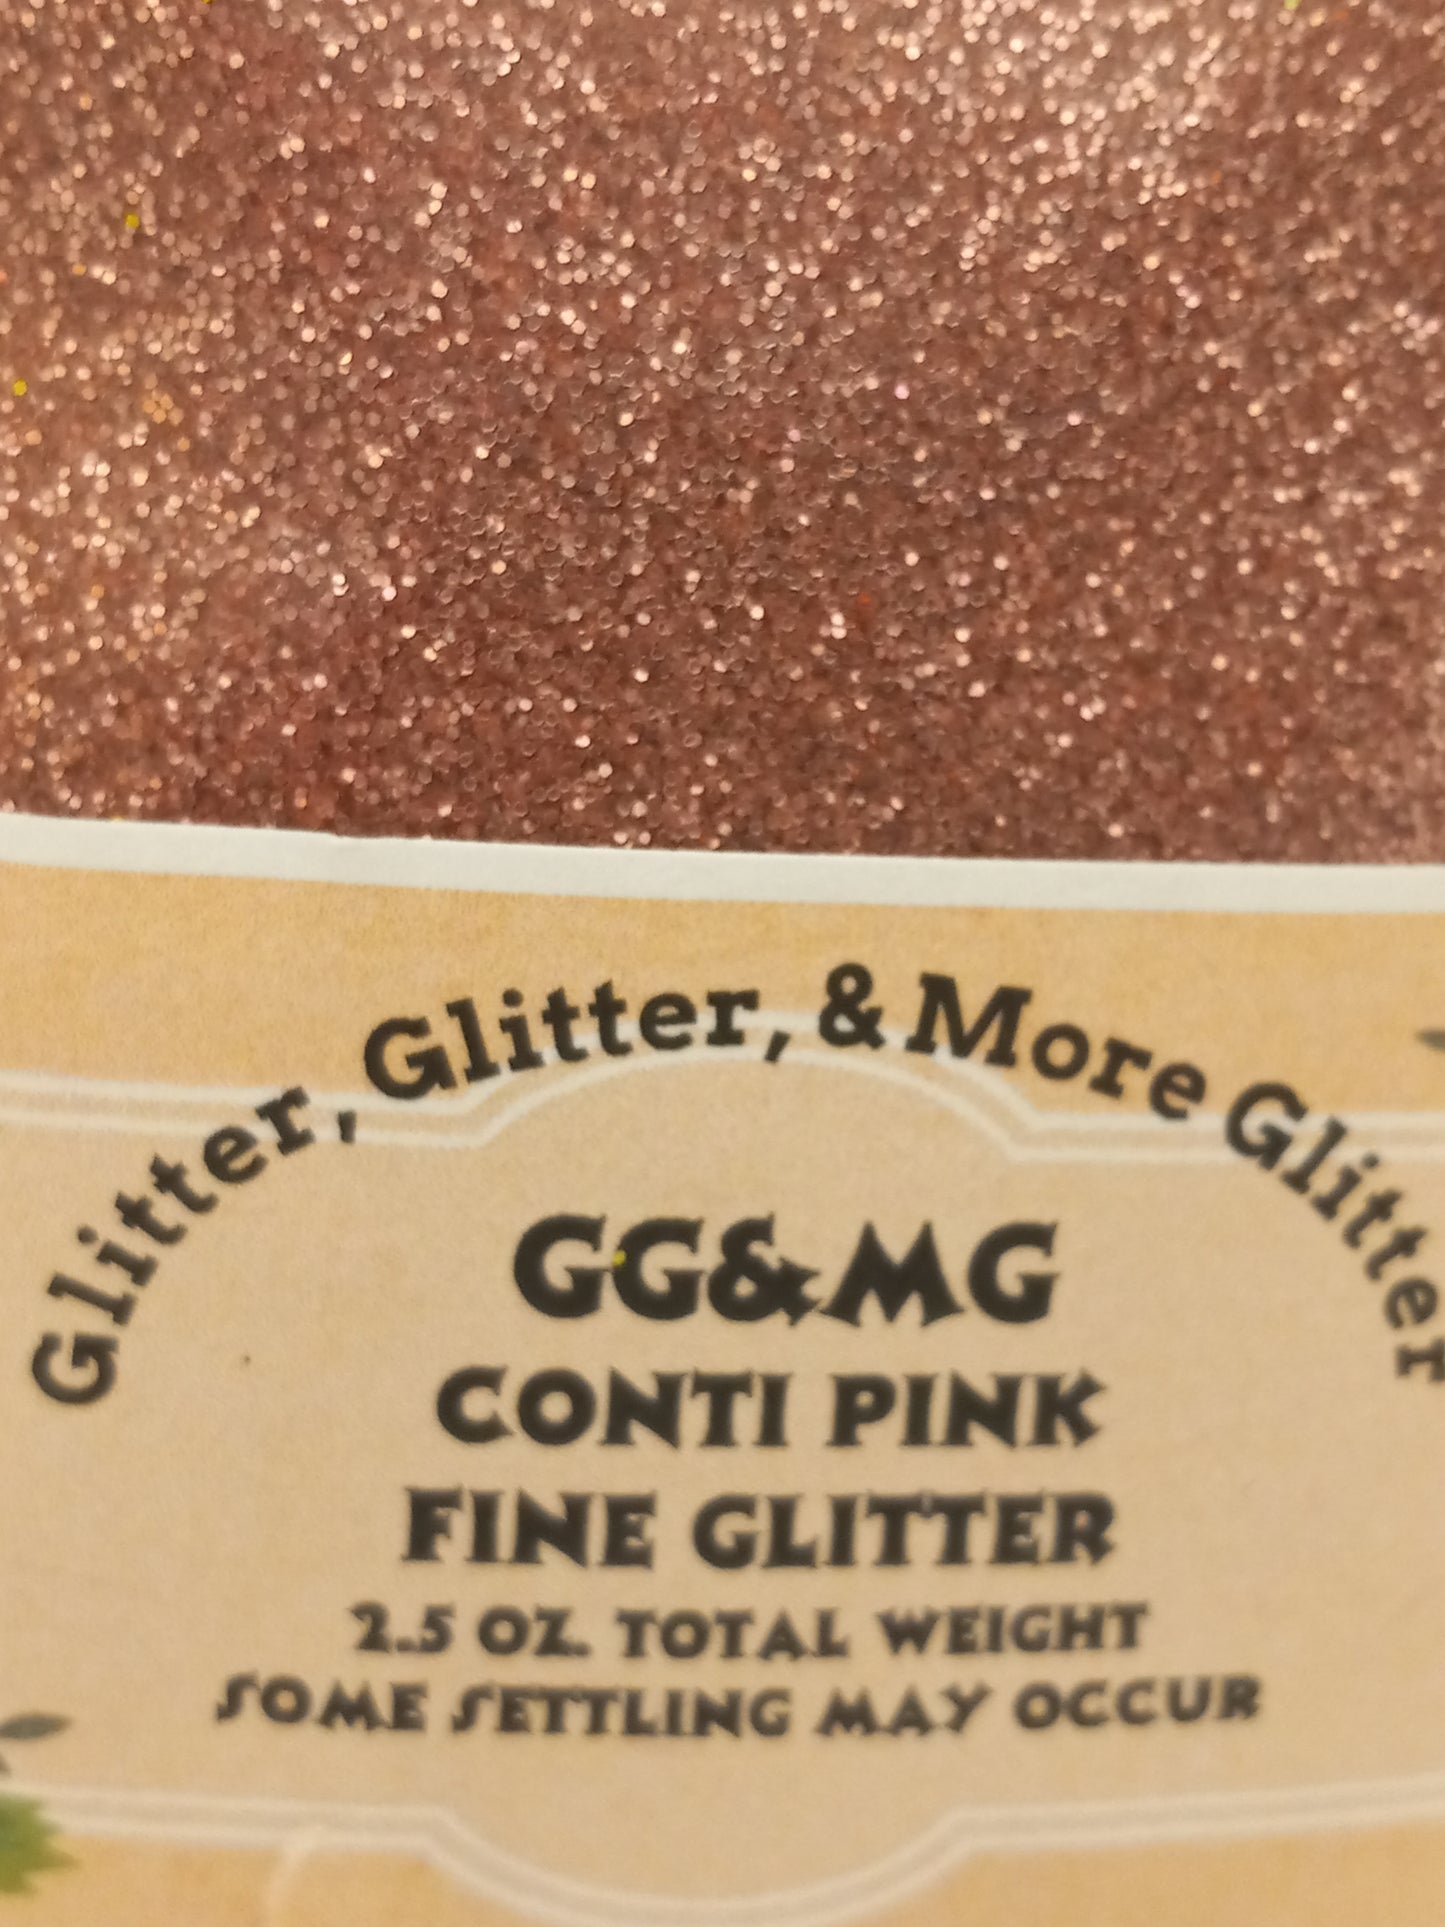 Glitter, Glitter, & More Glitter
GG&MG
CONTI PINK
FINE GLITTER
2.5 OZ. TOTAL WEIGHT
SOME SETTLING MAY OCCUR